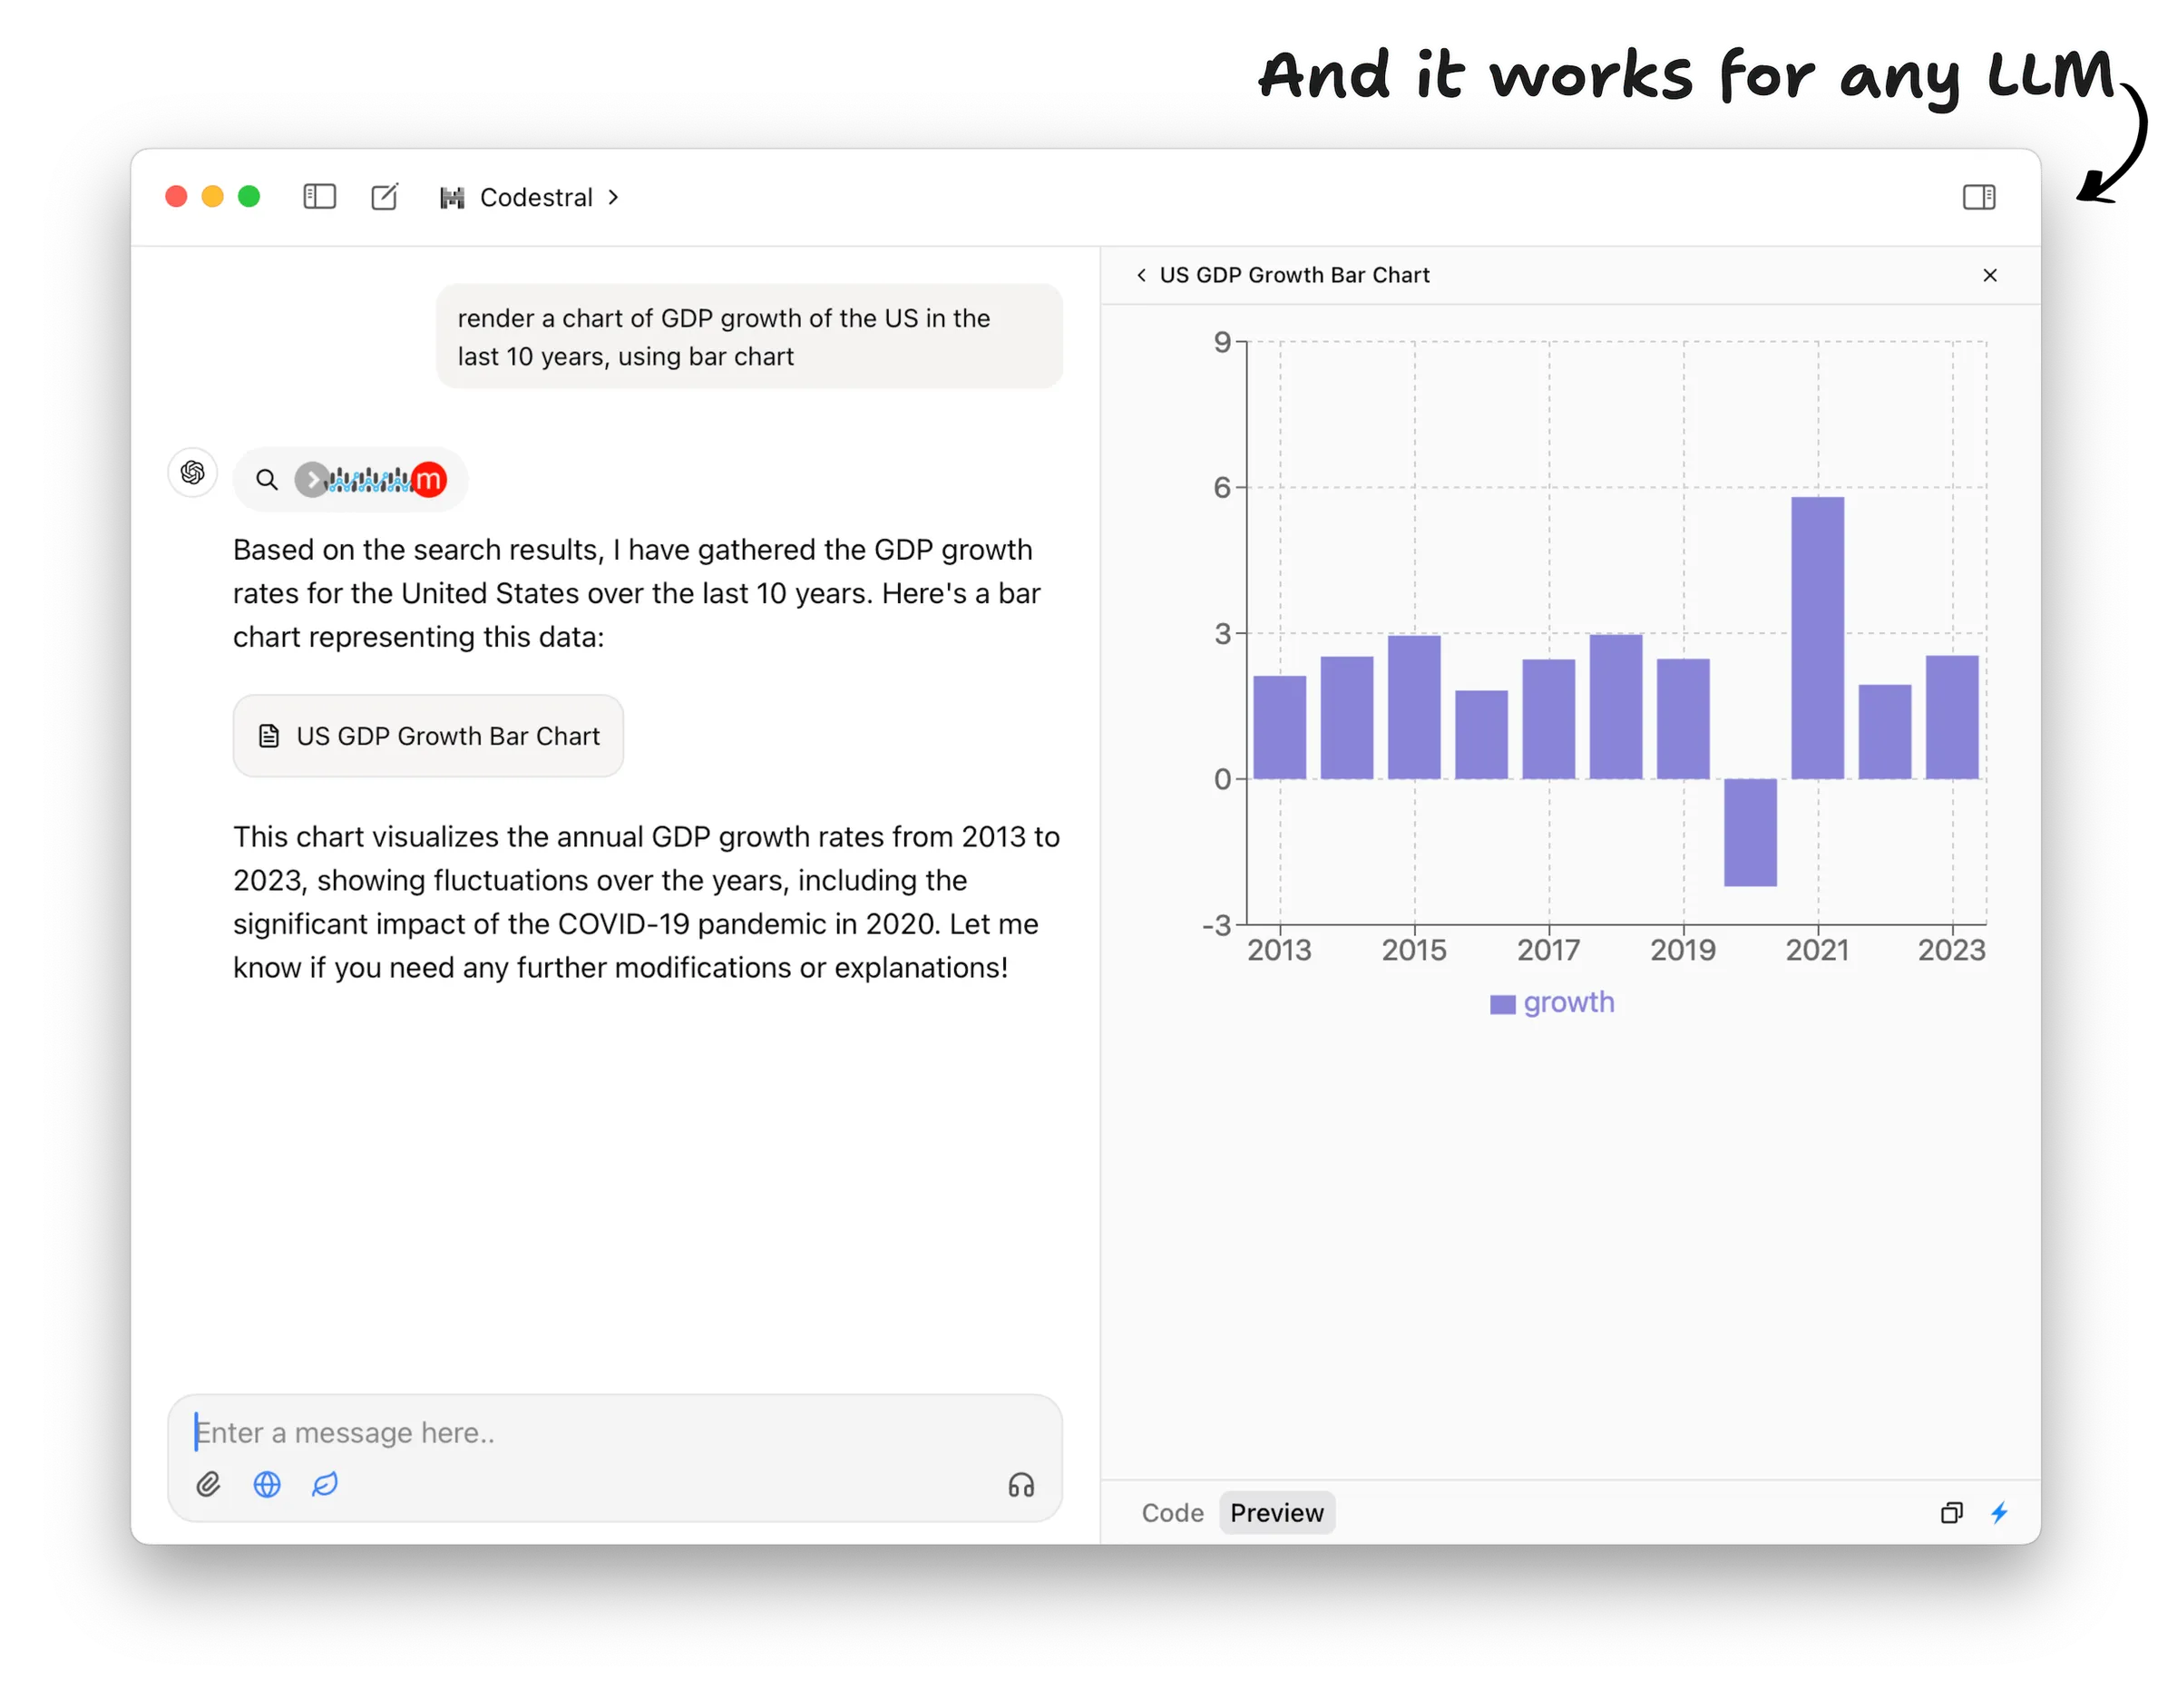 And it works for any LLM
Codestral
render a chart of GDP growth of the US in the
last 10 years, using bar chart
m
Based on the search results, I have gathered the GDP growth
rates for the United States over the last 10 years. Here's a bar
chart representing this data:
US GDP Growth Bar Chart
This chart visualizes the annual GDP growth rates from 2013 to
2023, showing fluctuations over the years, including the
significant impact of the COVID-19 pandemic in 2020. Let me
know if you need any further modifications or explanations!
Enter a message here..
US GDP Growth Bar Chart
9
6
3
0
-3
2013 2015 2017 2019 2021 2023
growth
Code Preview